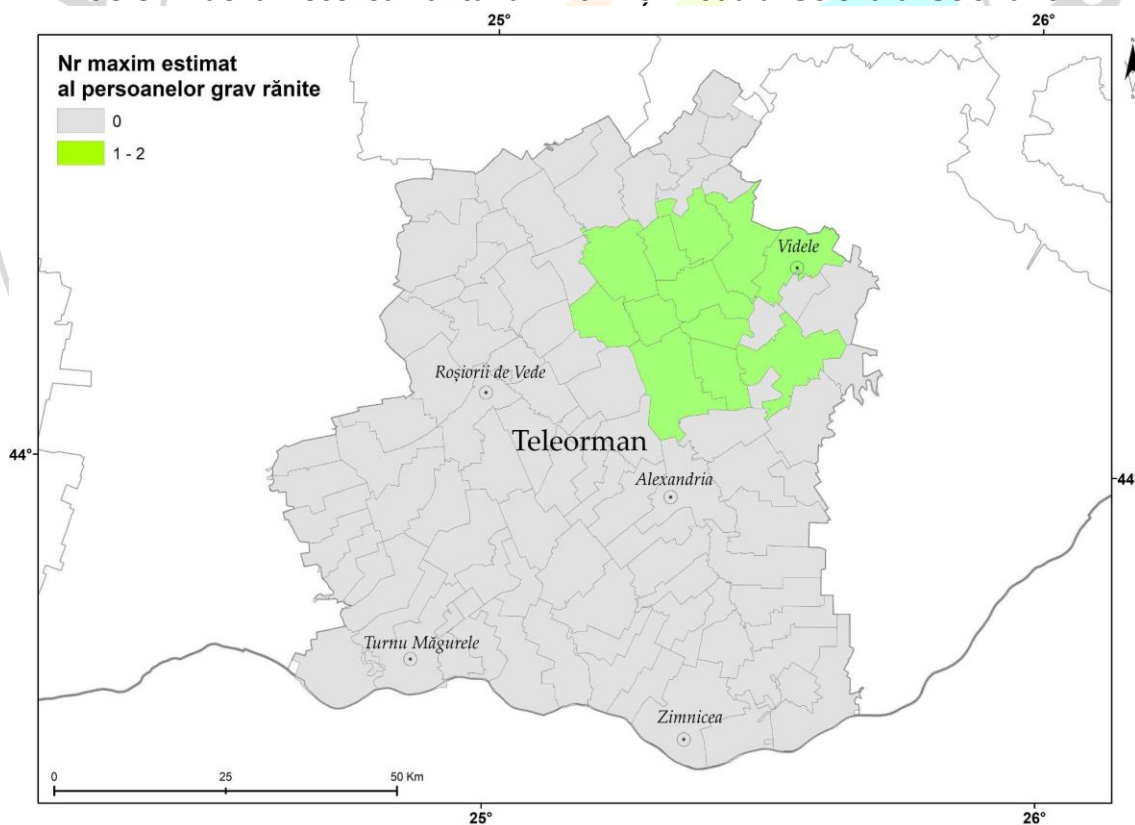 25°
26°
Nr maxim estimat
al persoanelor grav rănite
0
1 - 2
Videle
Roșiorii de Vede
Teleorman
44°
Alexandria
44°
Turnu Măgurele
Zimnicea
0
25
50 Km
25°
26°